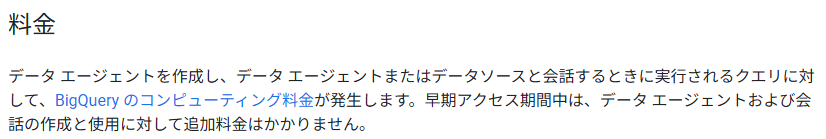 料金
データ エージェントを作成し、データ エージェントまたはデータソースと会話するときに実行されるクエリに対
して、BigQuery のコンピューティング料金が発生します。早期アクセス期間中は、データ エージェントおよび会
話の作成と使用に対して追加料金はかかりません。